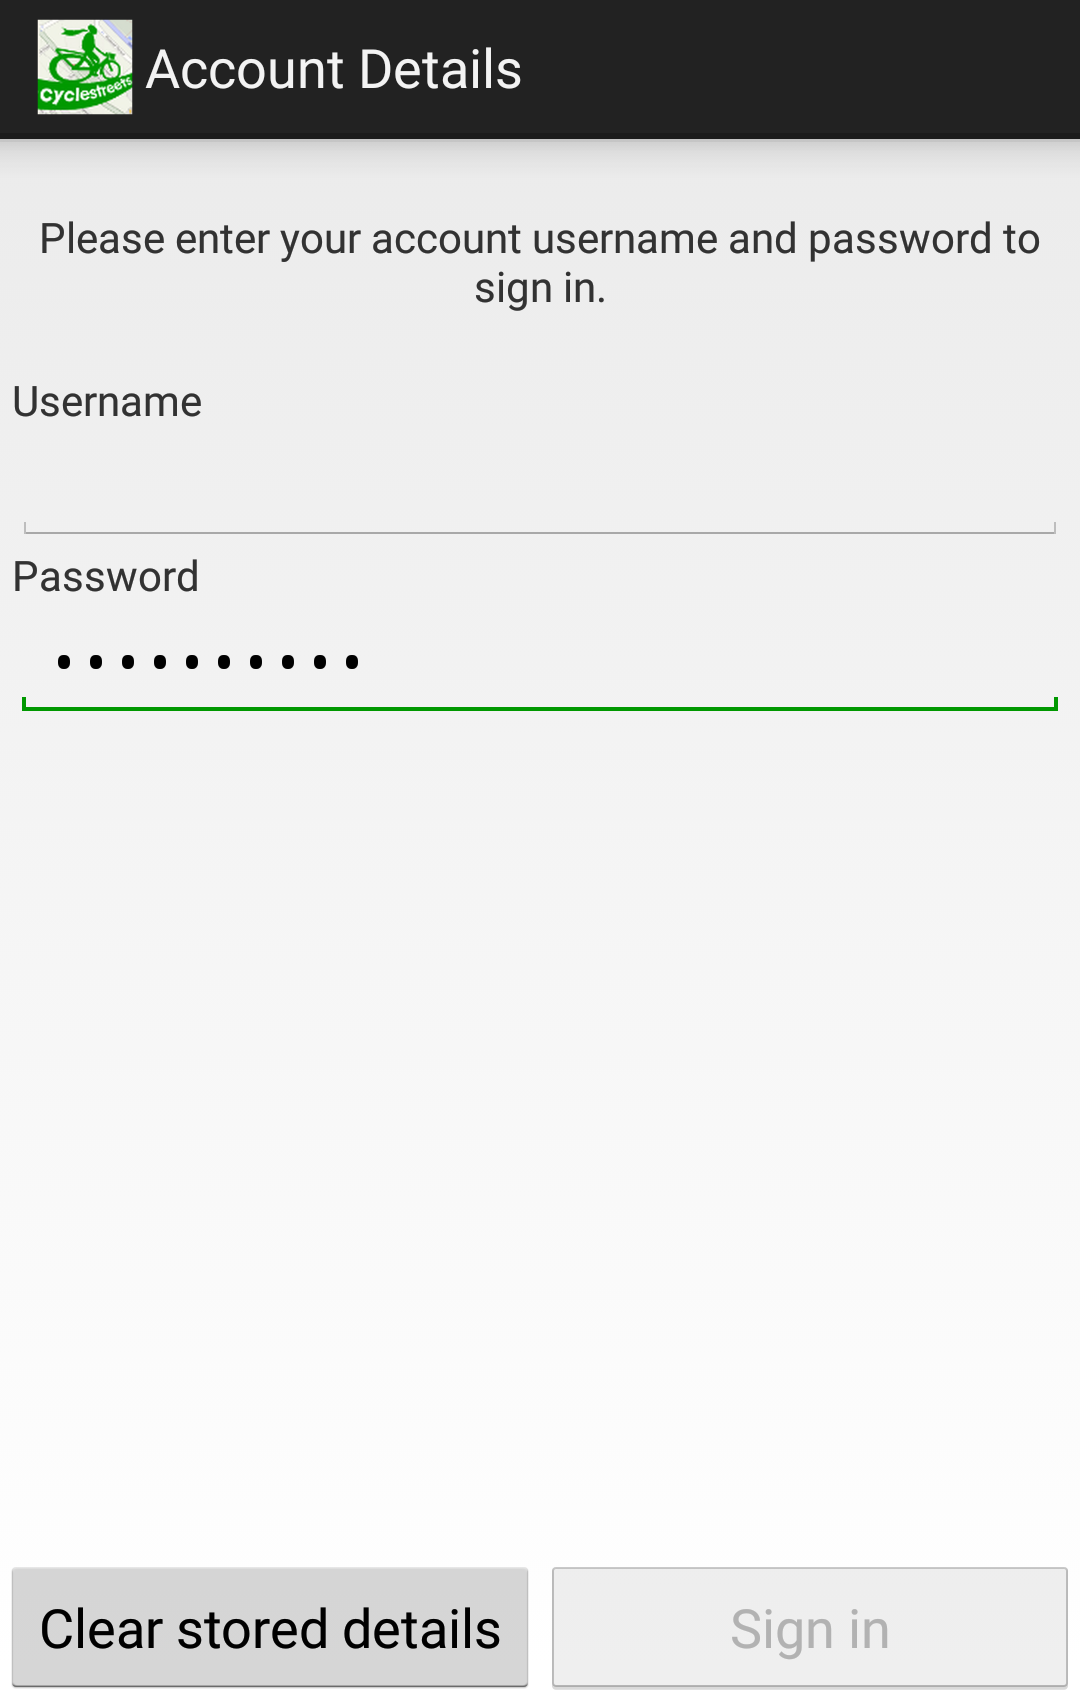 Cyclestreets
Account Details
Please enter your account username and password to
sign in.
Username
Password
••••••••••
Clear stored details
Sign in